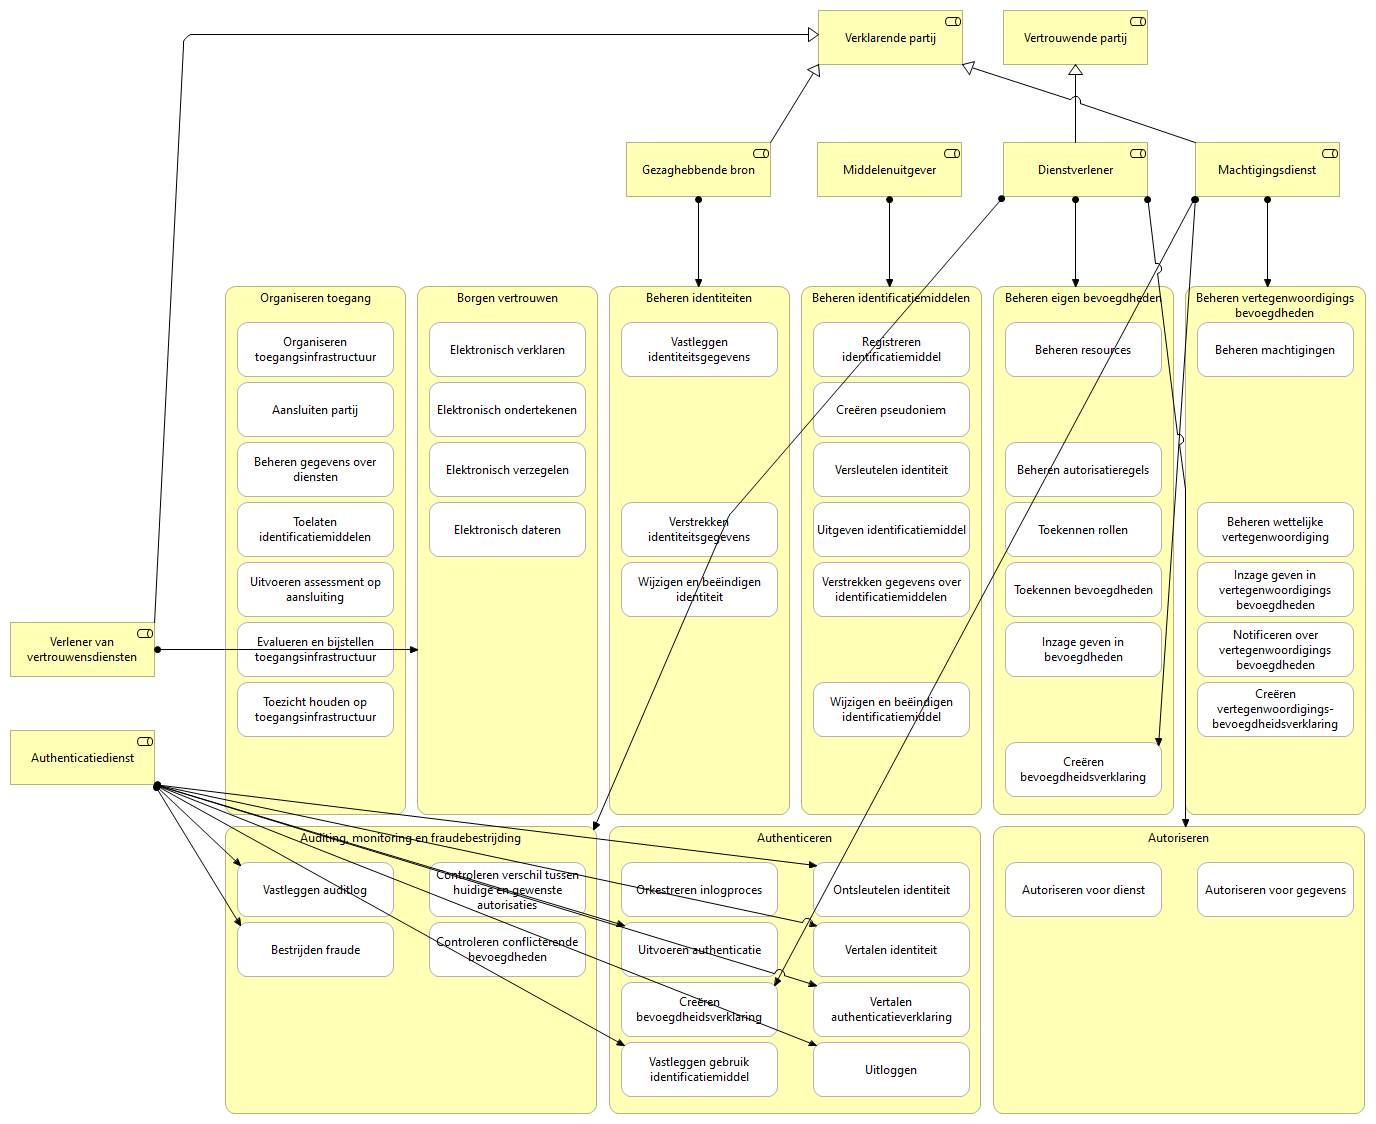 Verklarende partij
Vertrouwende partij
Gezaghebbende bron
Middelenuitgever
Dienstverlener
Machtigingsdienst
Organiseren toegang
Organiseren
toegangsinfrastructuur
Aansluiten partij
Beheren gegevens over
diensten
Toelaten
identificatiemiddelen
Uitvoeren assessment op
aansluiting
Evalueren en bijstellen
toegangsinfrastructuur
Toezicht houden op
toegangsinfrastructuur
Borgen vertrouwen
Elektronisch verklaren
Elektronisch ondertekenen
Elektronisch verzegelen
Elektronisch dateren
Beheren identiteiten
Vastleggen
identiteitsgegevens
Verstrekken
identiteitsgegevens
Wijzigen en beëindigen
identiteit
Beheren identificatiemiddelen
Registreren
identificatiemiddel
Creëren pseudoniem
Versleutelen identiteit
Uitgeven identificatiemiddel
Verstrekken gegevens over
identificatiemiddelen
Wijzigen en beëindigen
identificatiemiddel
Beheren eigen bevoegdheden
Beheren resources
Beheren autorisatieregels
Toekennen rollen
Toekennen bevoegdheden
Inzage geven in
bevoegdheden
Creëren
bevoegdheidsverklaring
Beheren vertegenwoordigings
bevoegdheden
Beheren machtigingen
Beheren wettelijke
vertegenwoordiging
Inzage geven in
vertegenwoordigings
bevoegdheden
Notificeren over
vertegenwoordigings
bevoegdheden
Creëren
vertegenwoordigings-
bevoegdheidsverklaring
Verlener van
vertrouwensdiensten
Authenticatiedienst
Auditing, monitoring en fraudebestrijding
Vastleggen auditlog
Bestrijden fraude
Controleren verschil tussen
huidige en gewenste
autorisaties
Controleren conflicterende
bevoegdheden
Authenticeren
Orkestreren inlogproces
Uitvoeren authenticatie
Creëren
bevoegdheidsverklaring
Vastleggen gebruik
identificatiemiddel
Ontsleutelen identiteit
Vertalen identiteit
Vertalen
authenticatieverklaring
Uitloggen
Autoriseren
Autoriseren voor dienst
Autoriseren voor gegevens